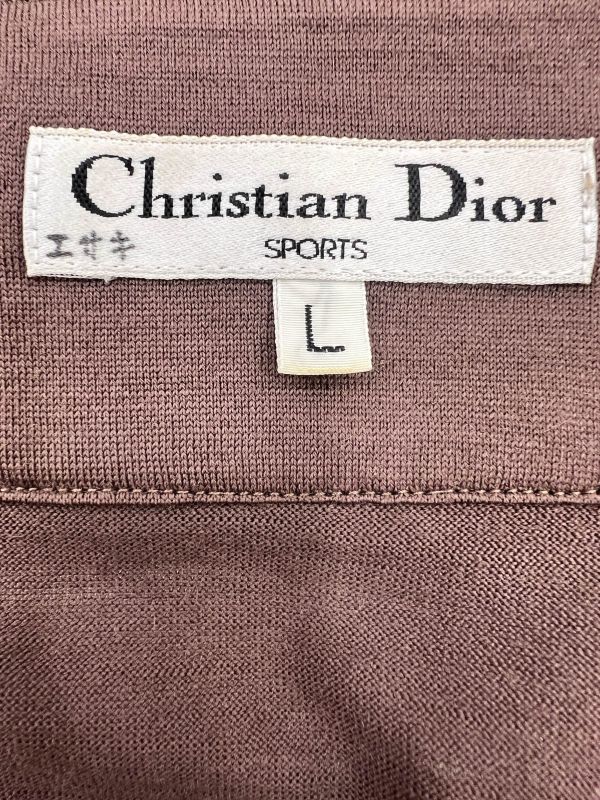 Christian Dior
エサキ SPORTS
L